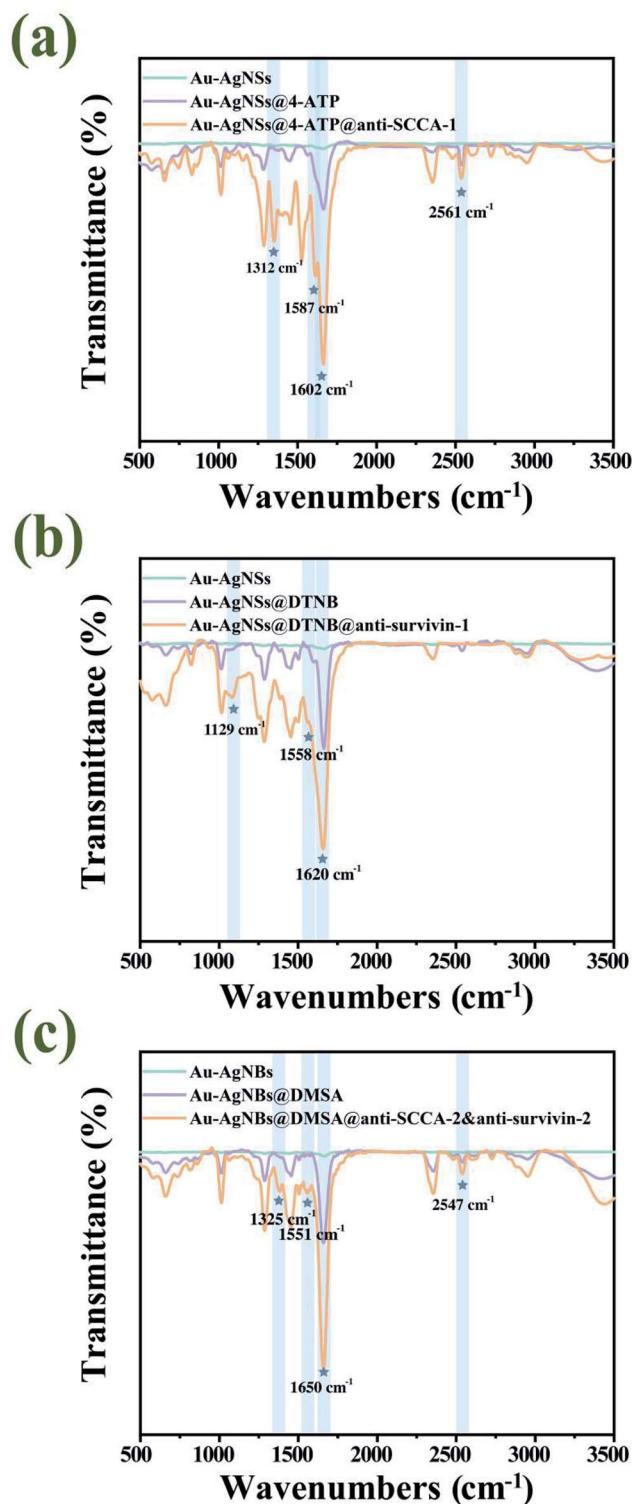 (a)
Au-AgNSs
Au-AgNSs@4-ATP
Au-AgNSs@4-ATP@anti-SCCA-1
Transmittance (%)
2561 cm⁻¹
1312 cm⁻¹
1587 cm⁻¹
1602 cm⁻¹
500 1000 1500 2000 2500 3000 3500
Wavenumbers (cm⁻¹)
(b)
Au-AgNSs
Au-AgNSs@DTNB
Au-AgNSs@DTNB@anti-survivin-1
Transmittance (%)
1129 cm⁻¹
1558 cm⁻¹
1620 cm⁻¹
500 1000 1500 2000 2500 3000 3500
Wavenumbers (cm⁻¹)
(c)
Au-AgNBs
Au-AgNBs@DMSA
Au-AgNBs@DMSA@anti-SCCA-2&anti-survivin-2
Transmittance (%)
1325 cm⁻¹
1551 cm⁻¹
2547 cm⁻¹
1650 cm⁻¹
500 1000 1500 2000 2500 3000 3500
Wavenumbers (cm⁻¹)